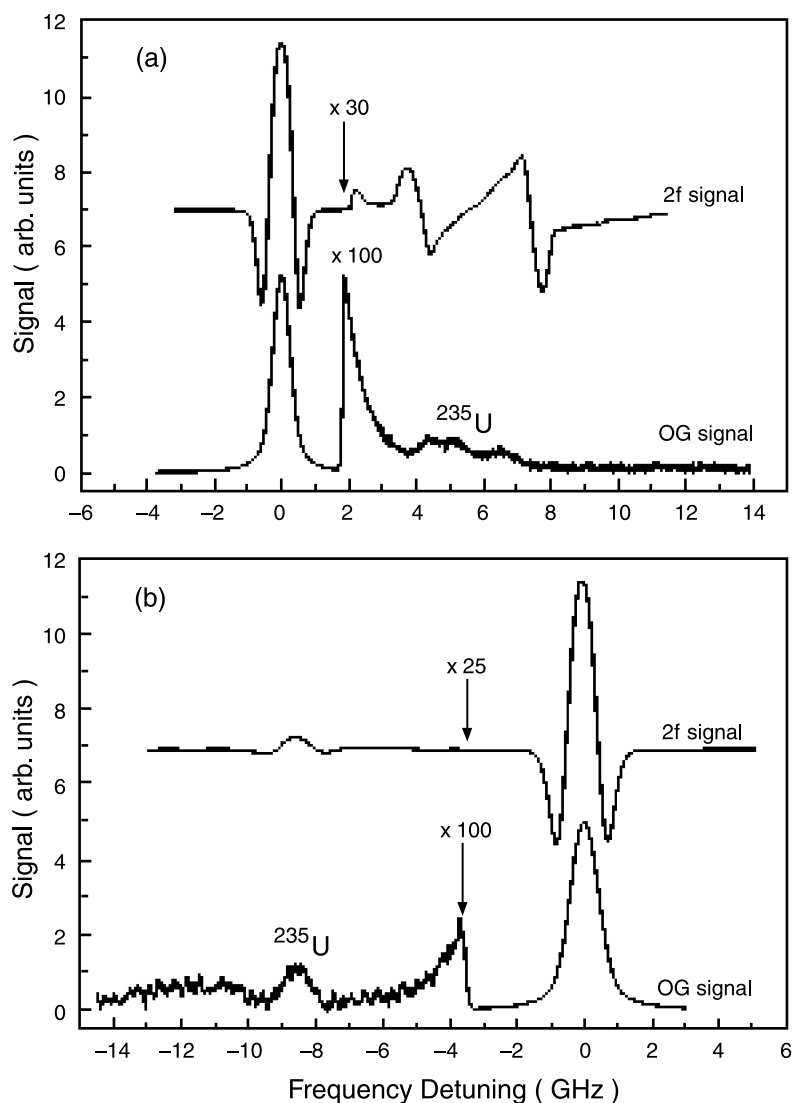 12
(a)
10
x 30
8
2f signal
Signal ( arb. units )
6
x 100
4
2
235U
OG signal
0
−6 −4 −2 0 2 4 6 8 10 12 14
12
(b)
10
x 25
8
2f signal
Signal ( arb. units )
6
x 100
4
2
235U
OG signal
0
−14 −12 −10 −8 −6 −4 −2 0 2 4 6
Frequency Detuning ( GHz )